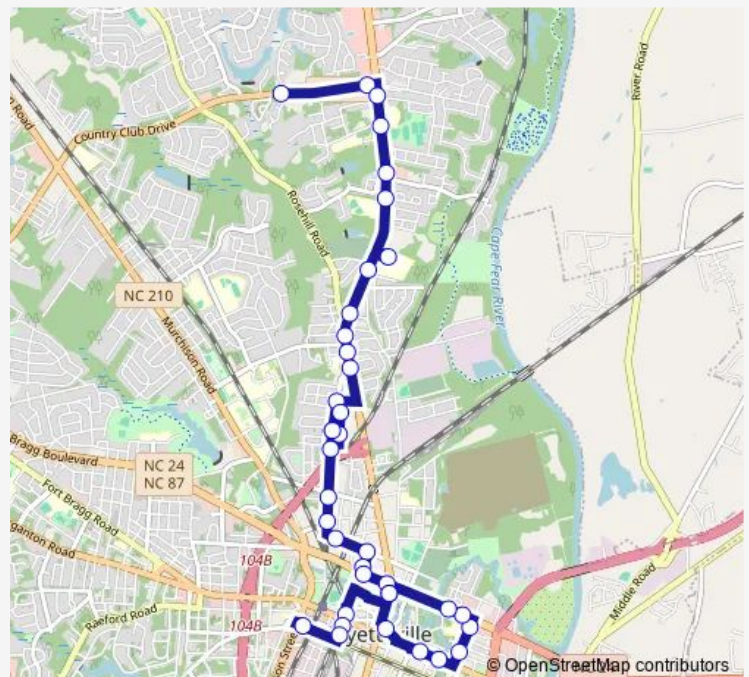 River Road
Country Club Drive
Rosehill Road
Cape Fear River
NC 210
Murchison Road
Bragg Boulevard
NC 24
NC 87
Fort Bragg Road
104B
Middle Road
Raeford Road
104B
© OpenStreetMap contributors